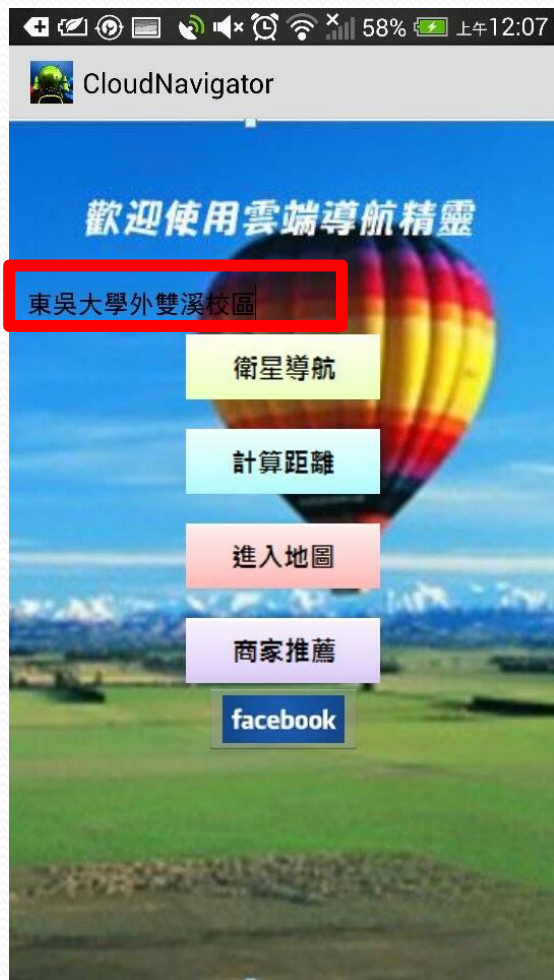 58% 上午12:07
CloudNavigator
歡迎使用雲端導航精靈
東吳大學外雙溪校區
衛星導航
計算距離
進入地圖
商家推薦
facebook